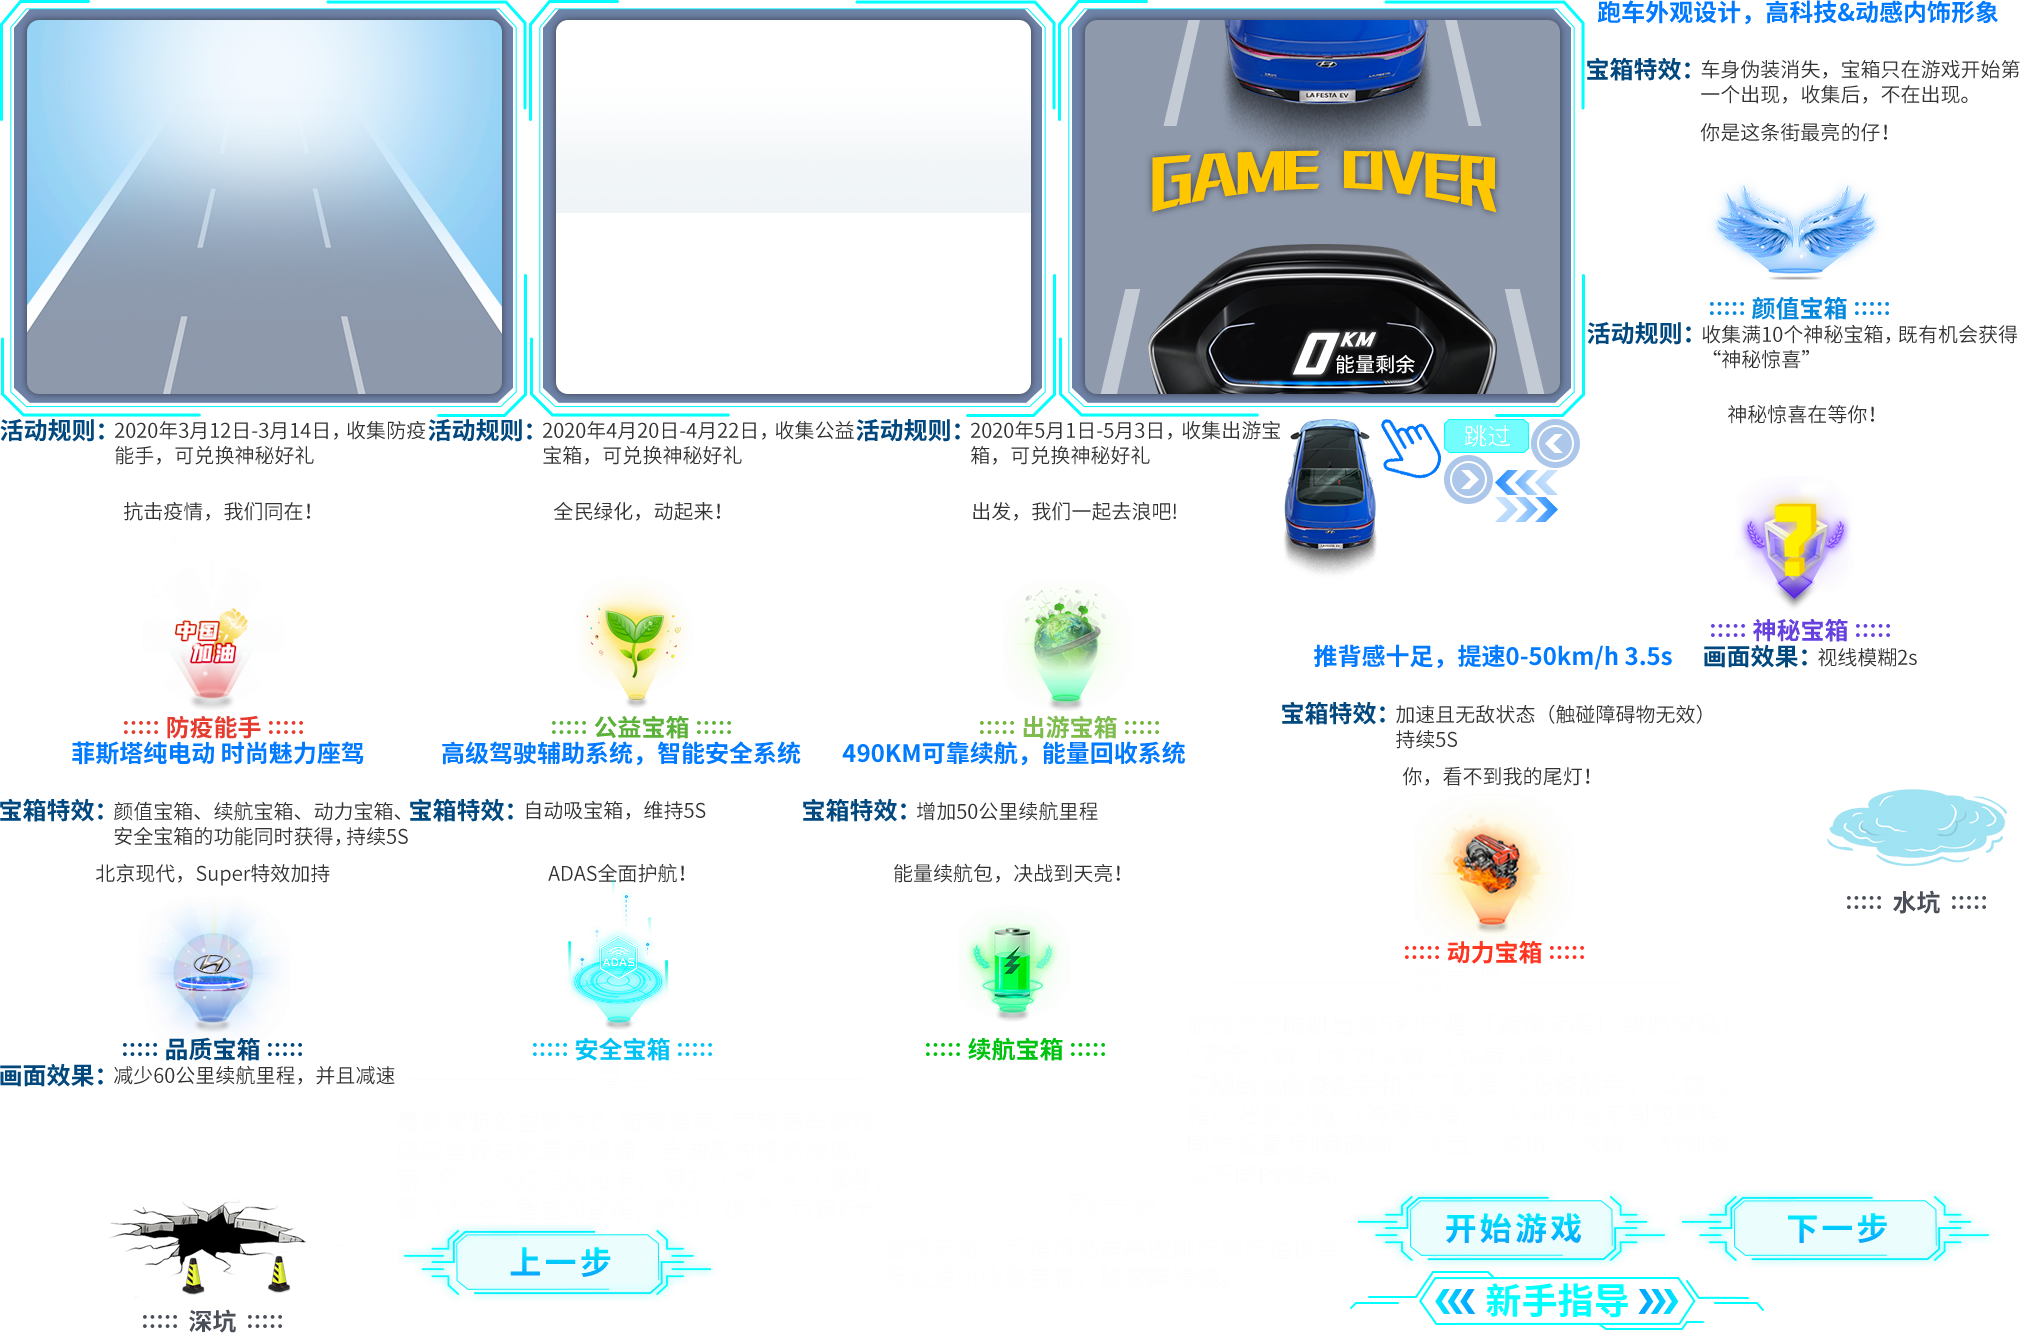 跑车外观设计，高科技&动感内饰形象
宝箱特效：车身伪装消失，宝箱只在游戏开始第
一个出现，收集后，不在出现。
你是这条街最亮的仔！
LA FESTA EV
GAME OVER
0 KM
能量剩余
::::: 颜值宝箱 :::::
活动规则：收集满10个神秘宝箱，既有机会获得
“神秘惊喜”
神秘惊喜在等你！
活动规则：2020年3月12日-3月14日，收集防疫
能手，可兑换神秘好礼
抗击疫情，我们同在！
活动规则：2020年4月20日-4月22日，收集公益
宝箱，可兑换神秘好礼
全民绿化，动起来！
活动规则：2020年5月1日-5月3日，收集出游宝
箱，可兑换神秘好礼
出发，我们一起去浪吧!
跳过
LA FESTA EV
中国
加油
::::: 防疫能手 :::::
::::: 公益宝箱 :::::
::::: 出游宝箱 :::::
::::: 神秘宝箱 :::::
推背感十足，提速0-50km/h 3.5s
画面效果：视线模糊2s
宝箱特效：加速且无敌状态（触碰障碍物无效）
持续5S
你，看不到我的尾灯！
菲斯塔纯电动 时尚魅力座驾
宝箱特效：颜值宝箱、续航宝箱、动力宝箱、
安全宝箱的功能同时获得，持续5S
北京现代，Super特效加持
高级驾驶辅助系统，智能安全系统
宝箱特效：自动吸宝箱，维持5S
ADAS全面护航！
490KM可靠续航，能量回收系统
宝箱特效：增加50公里续航里程
能量续航包，决战到天亮！
ADAS
::::: 动力宝箱 :::::
::::: 水坑 :::::
::::: 品质宝箱 :::::
::::: 安全宝箱 :::::
::::: 续航宝箱 :::::
画面效果：减少60公里续航里程，并且减速
::::: 深坑 :::::
上一步
开始游戏
下一步
新手指导